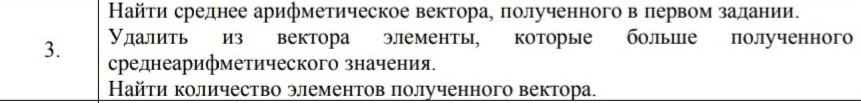 Найти среднее арифметическое вектора, полученного в первом задании.
3. Удалить из вектора элементы, которые больше полученного
среднеарифметического значения.
Найти количество элементов полученного вектора.